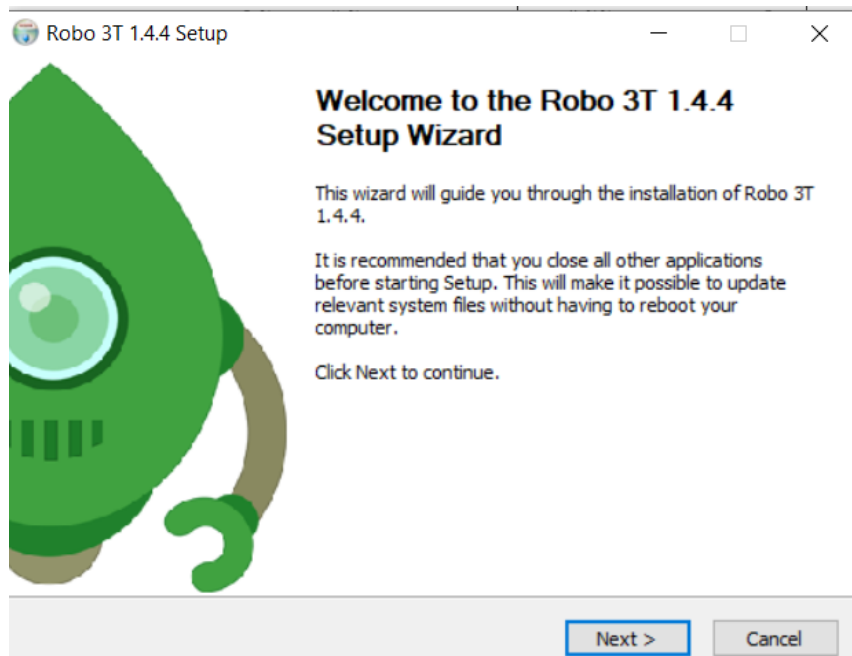 Robo 3T 1.4.4 Setup
Welcome to the Robo 3T 1.4.4
Setup Wizard
This wizard will guide you through the installation of Robo 3T
1.4.4.
It is recommended that you close all other applications
before starting Setup. This will make it possible to update
relevant system files without having to reboot your
computer.
Click Next to continue.
Next >
Cancel